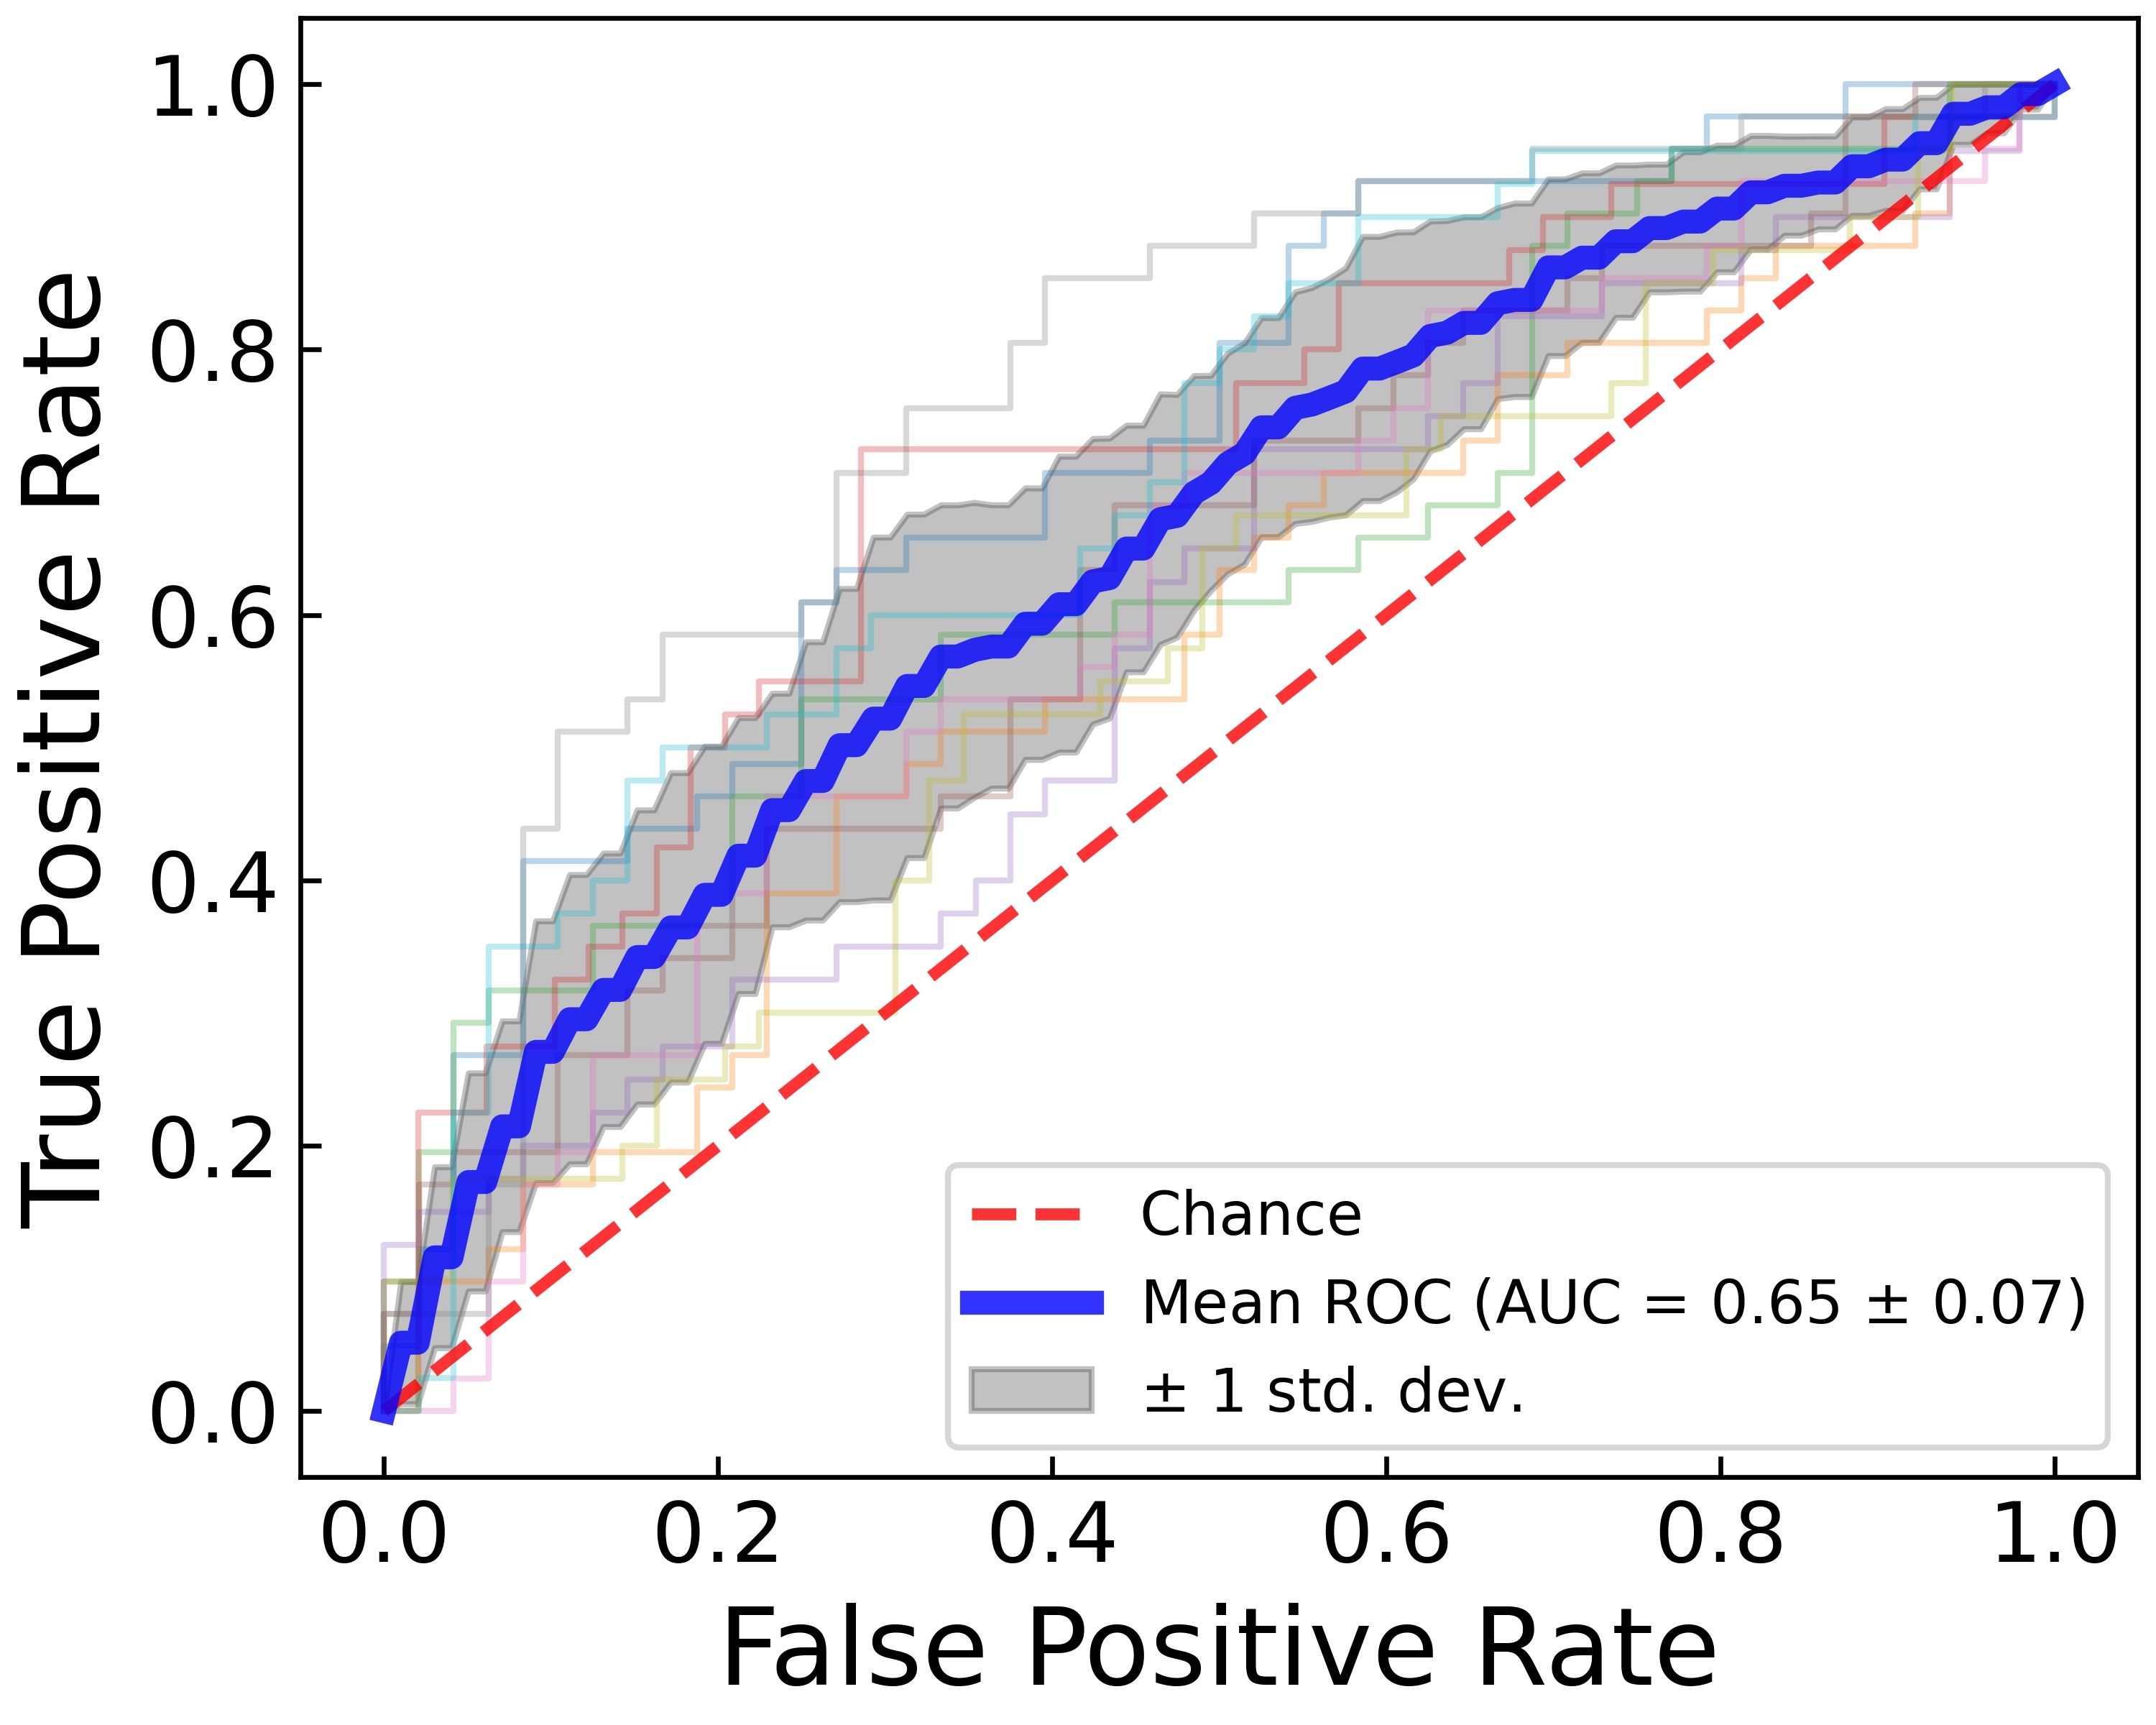 True Positive Rate
1.0
0.8
0.6
0.4
0.2
0.0
Chance
Mean ROC (AUC = 0.65 ± 0.07)
± 1 std. dev.
0.0 0.2 0.4 0.6 0.8 1.0
False Positive Rate